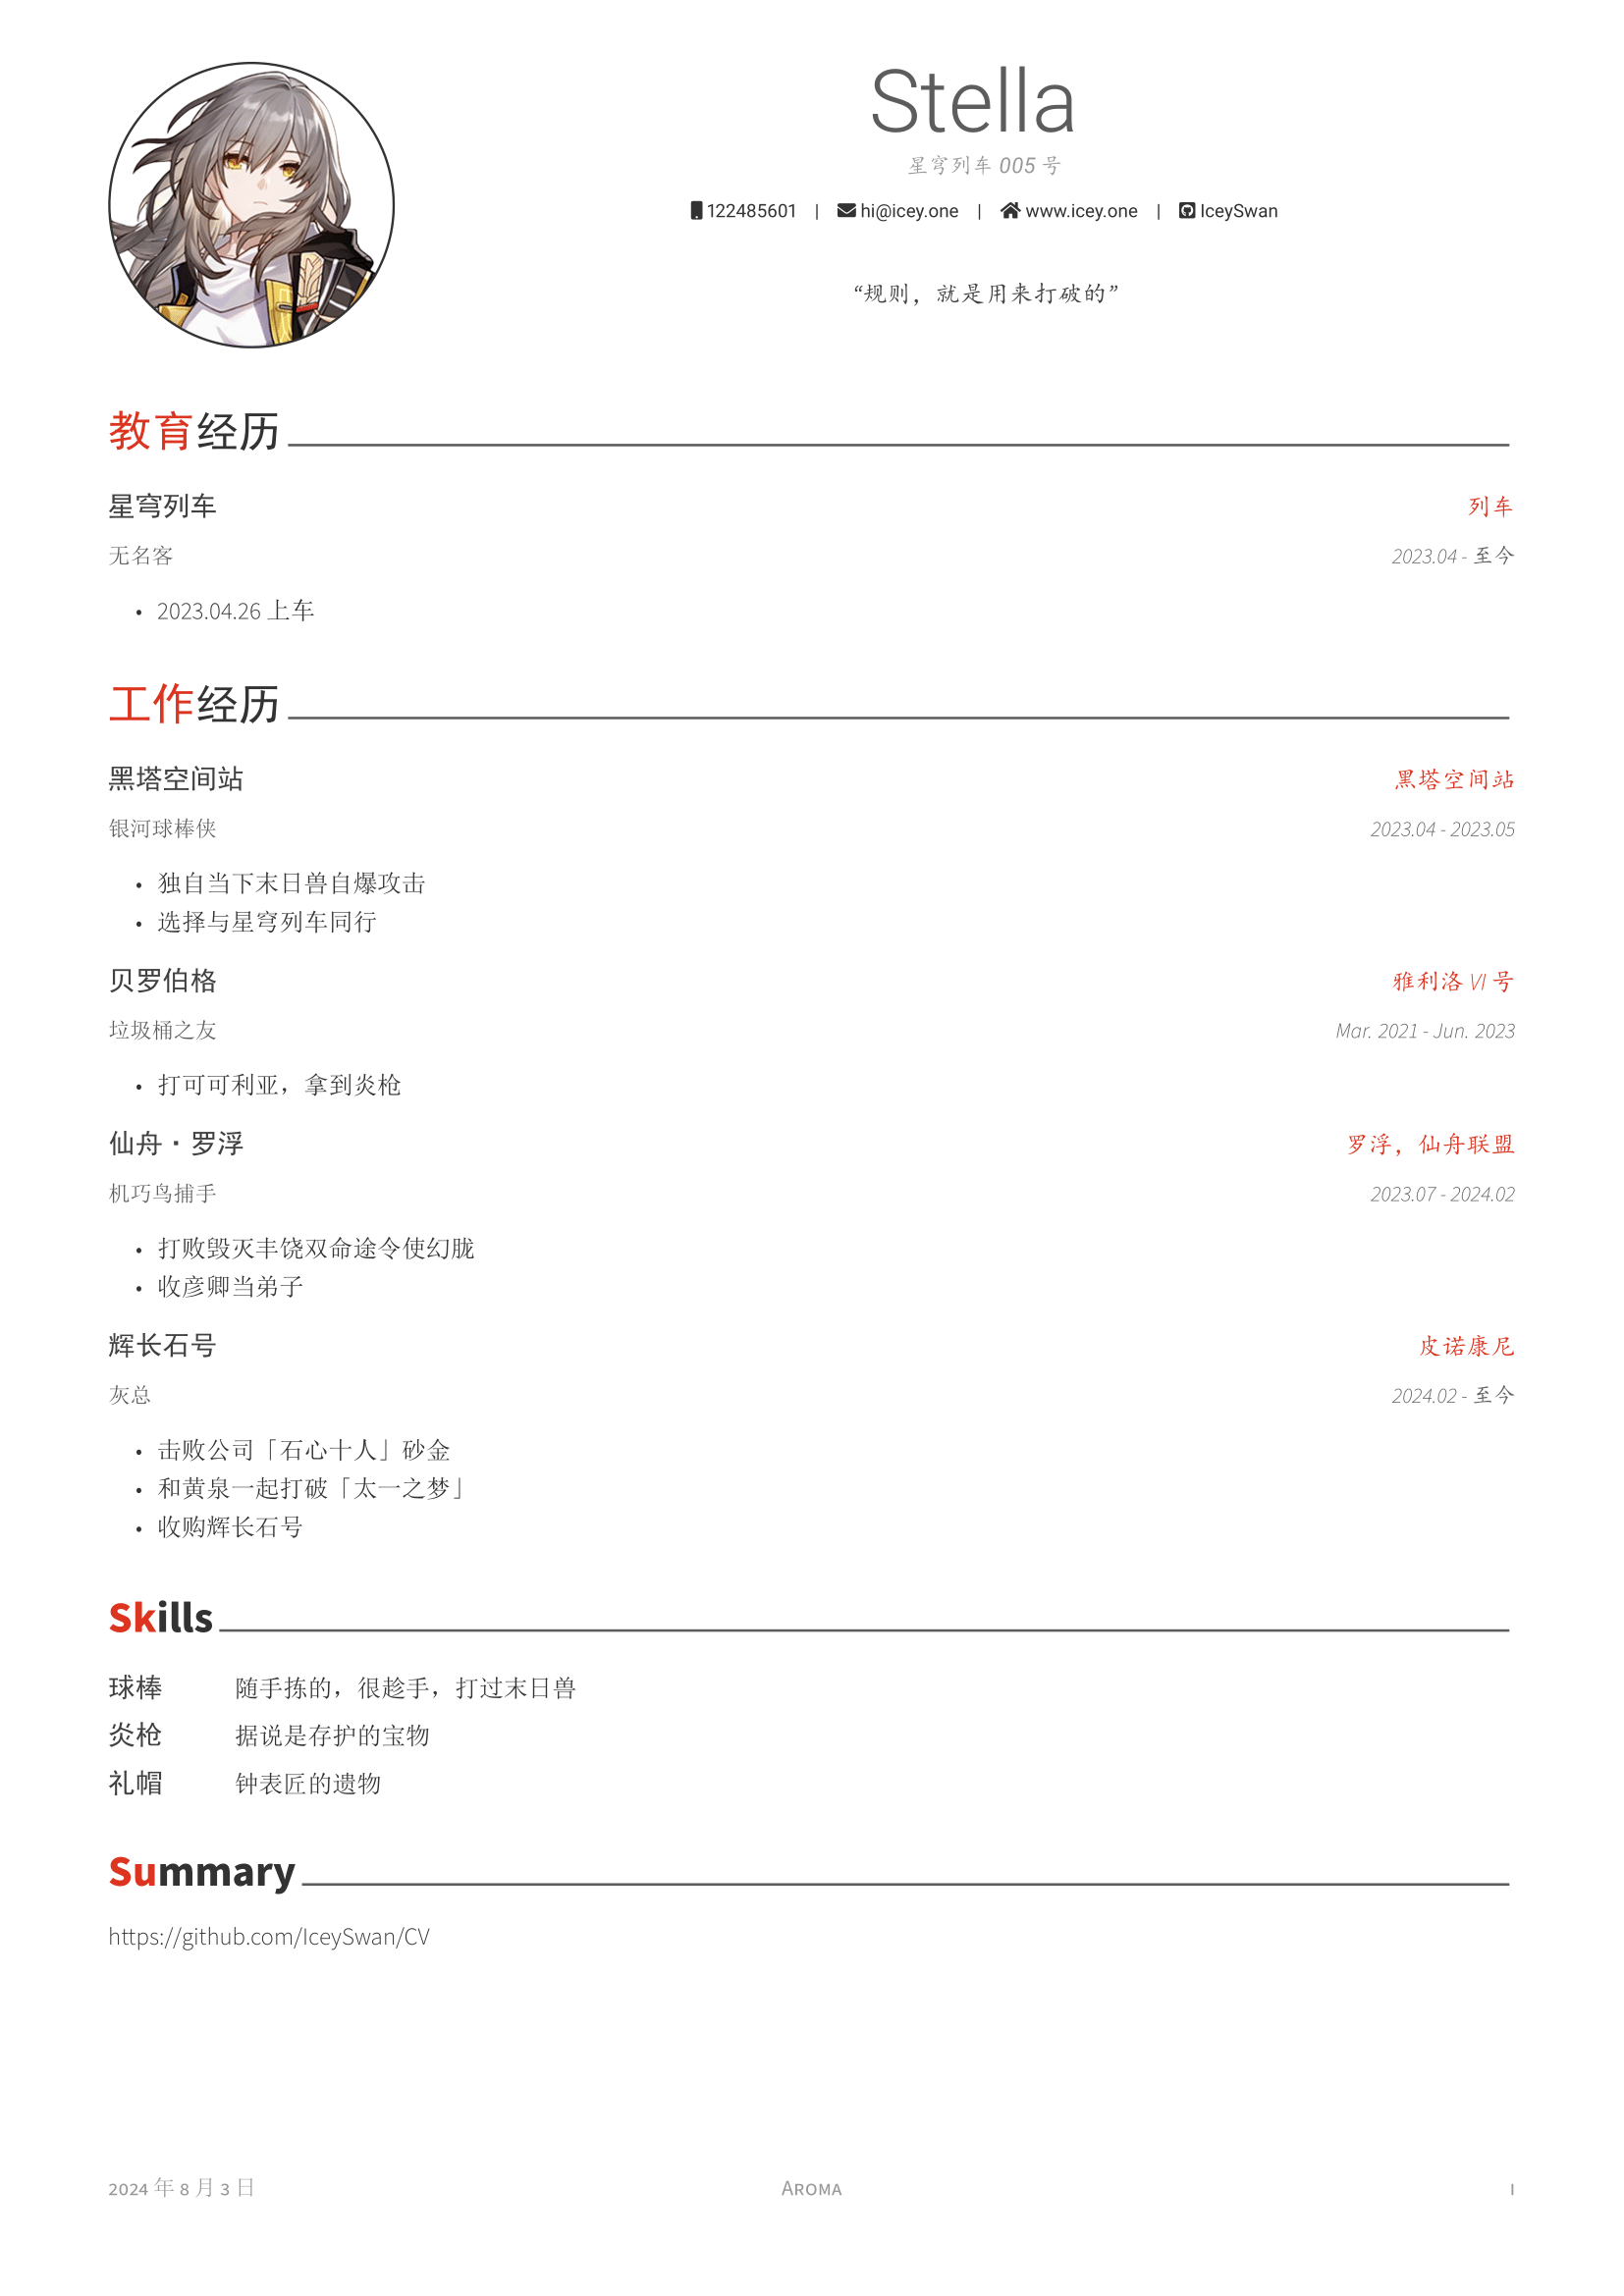 Stella
星穹列车 005 号
122485601 | hi@icey.one | www.icey.one | IceySwan
“规则，就是用来打破的”
教育经历
星穹列车 列车
无名客 2023.04 - 至今
• 2023.04.26 上车
工作经历
黑塔空间站 黑塔空间站
银河球棒侠 2023.04 - 2023.05
• 独自当下末日兽自爆攻击
• 选择与星穹列车同行
贝罗伯格 雅利洛 VI 号
垃圾桶之友 Mar. 2021 - Jun. 2023
• 打可可利亚，拿到炎枪
仙舟・罗浮 罗浮，仙舟联盟
机巧鸟捕手 2023.07 - 2024.02
• 打败毁灭丰饶双命途令使幻胧
• 收彦卿当弟子
辉长石号 皮诺康尼
灰总 2024.02 - 至今
• 击败公司「石心十人」砂金
• 和黄泉一起打破「太一之梦」
• 收购辉长石号
Skills
球棒 随手拣的，很趁手，打过末日兽
炎枪 据说是存护的宝物
礼帽 钟表匠的遗物
Summary
https://github.com/IceySwan/CV
2024 年 8 月 3 日 AROMA 1